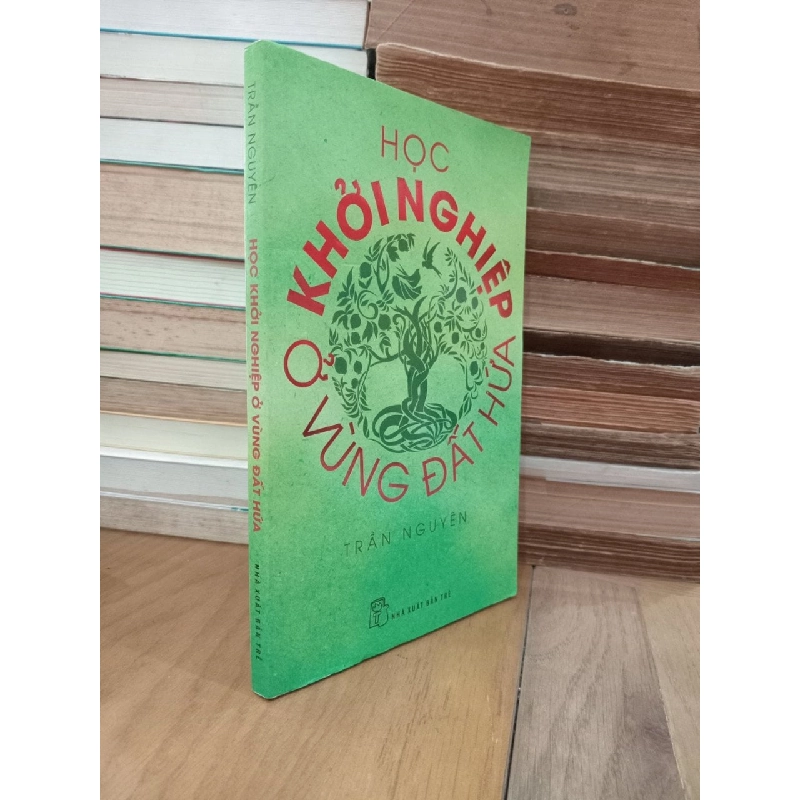 TRẦN NGUYÊN
HỌC KHỞI NGHIỆP Ở VÙNG ĐẤT HỨA
NHÀ XUẤT BẢN TRẺ
HỌC
KHỞI NGHIỆP
Ở VÙNG ĐẤT HỨA
TRẦN NGUYÊN
NHÀ XUẤT BẢN TRẺ